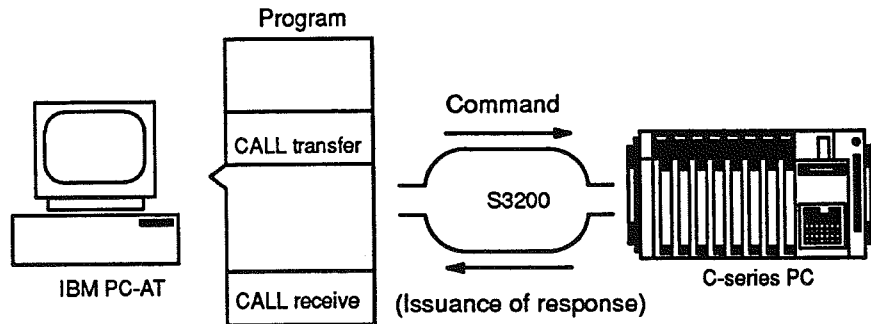 Program
Command
CALL transfer
S3200
IBM PC-AT
C-series PC
CALL receive
(Issuance of response)